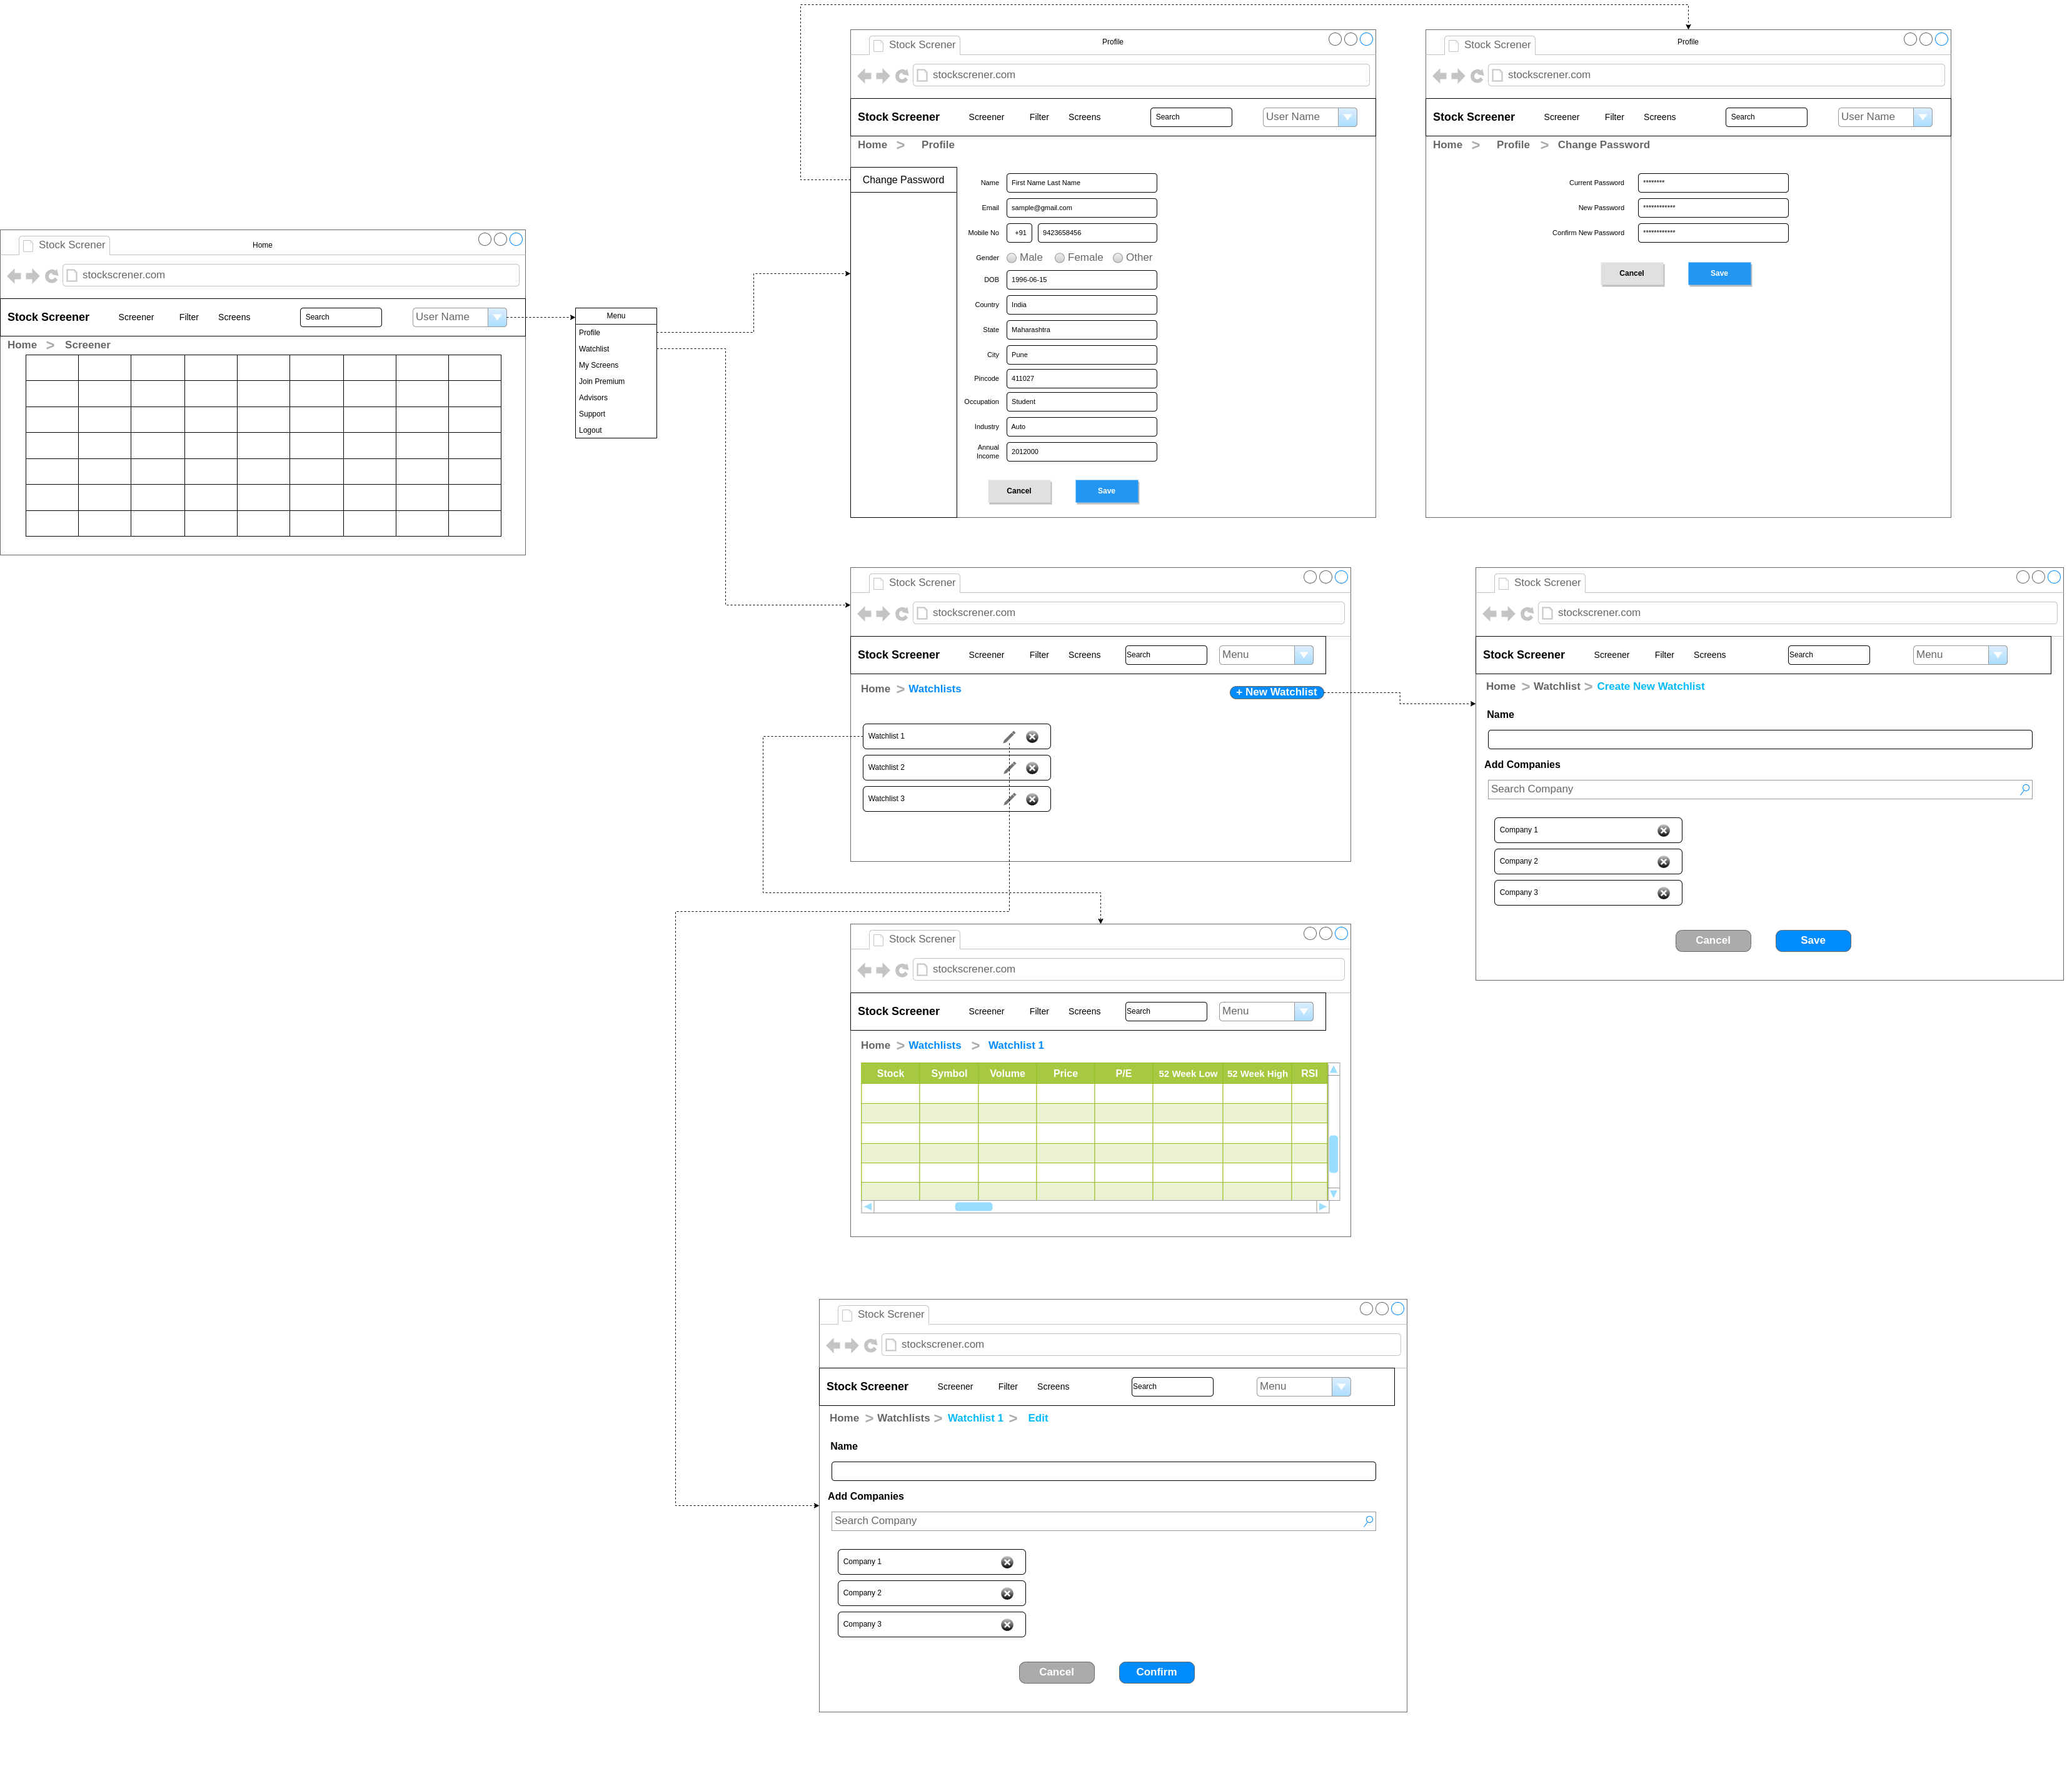 Stock Screner
Home
stockscrener.com
Stock Screener Screener Filter Screens Search User Name
Home > Screener
Menu
Profile
Watchlist
My Screens
Join Premium
Advisors
Support
Logout
Stock Screner
Profile
stockscrener.com
Stock Screener Screener Filter Screens Search User Name
Home > Profile
Change Password
Name First Name Last Name
Email sample@gmail.com
Mobile No +91 9423658456
Gender Male Female Other
DOB 1996-06-15
Country India
State Maharashtra
City Pune
Pincode 411027
Occupation Student
Industry Auto
Annual
Income 2012000
Cancel Save
Stock Screner
Profile
stockscrener.com
Stock Screener Screener Filter Screens Search User Name
Home > Profile > Change Password
Current Password ********
New Password ************
Confirm New Password ************
Cancel Save
Stock Screner
stockscrener.com
Stock Screener Screener Filter Screens Search Menu
Home > Watchlists + New Watchlist
Watchlist 1
Watchlist 2
Watchlist 3
Stock Screner
stockscrener.com
Stock Screener Screener Filter Screens Search Menu
Home > Watchlist > Create New Watchlist
Name
Add Companies
Search Company
Company 1
Company 2
Company 3
Cancel Save
Stock Screner
stockscrener.com
Stock Screener Screener Filter Screens Search Menu
Home > Watchlists > Watchlist 1
Stock Symbol Volume Price P/E 52 Week Low 52 Week High RSI
Stock Screner
stockscrener.com
Stock Screener Screener Filter Screens Search Menu
Home > Watchlists > Watchlist 1 > Edit
Name
Add Companies
Search Company
Company 1
Company 2
Company 3
Cancel Confirm